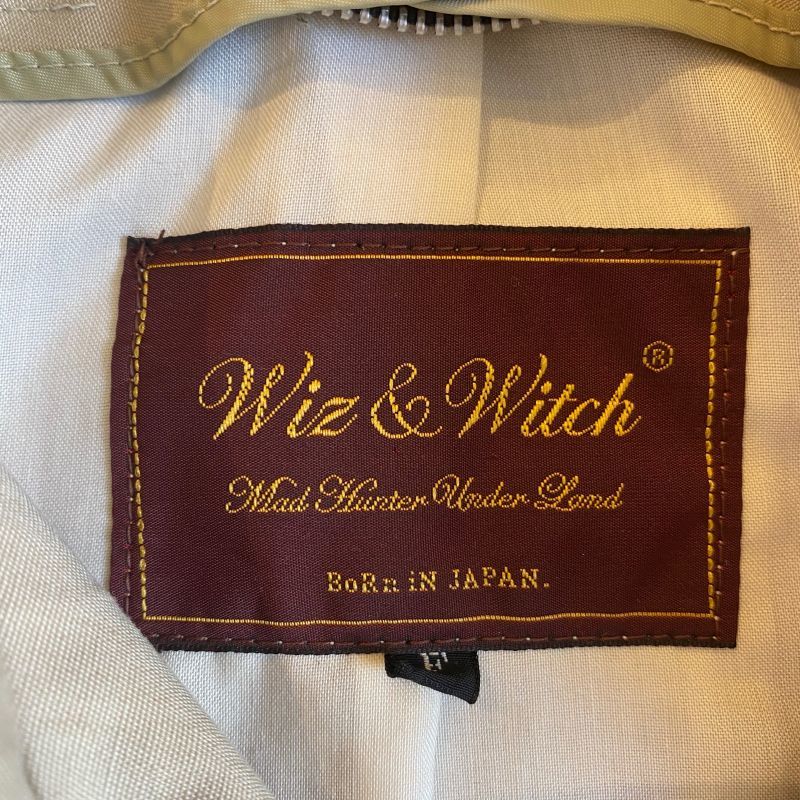 Wiz & Witch ®
Mad Hunter Under Land
BoRn iN JAPAN.